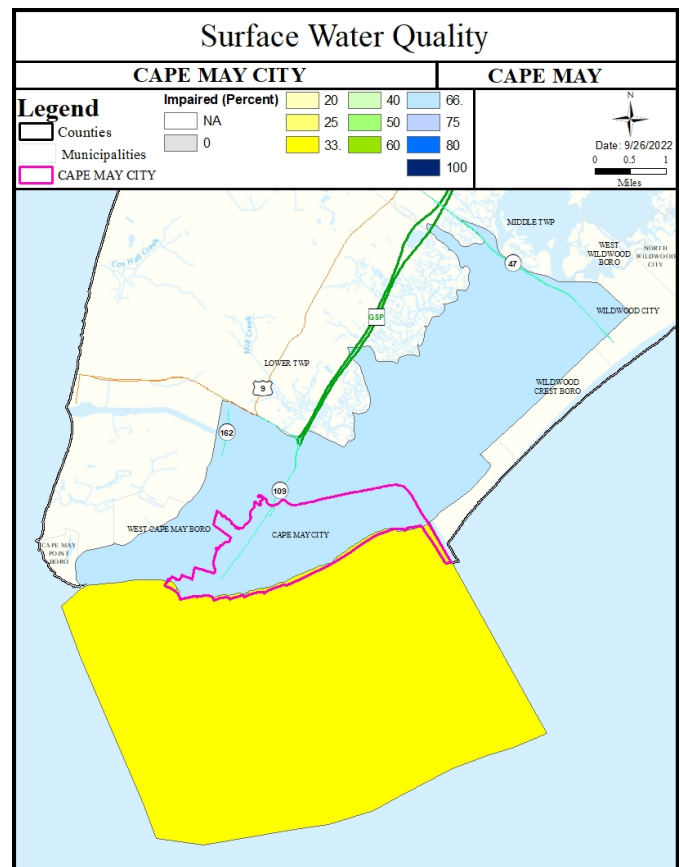 Surface Water Quality
CAPE MAY CITY
CAPE MAY
Legend
Counties
Municipalities
CAPE MAY CITY
Impaired (Percent)
NA
0
20
25
33.
40
50
60
66.
75
80
100
N
Date: 9/26/2022
0 0.5 1
Miles
MIDDLE TWP
WEST
WILDWOOD
BORO
NORTH
WILDWOOD
CITY
47
Cox Hall Creek
WILDWOOD CITY
GSP
Mill Creek
LOWER TWP
9
WILDWOOD
CREST BORO
162
109
WEST CAPE MAY BORO
CAPE MAY CITY
CAPE MAY
POINT
BORO